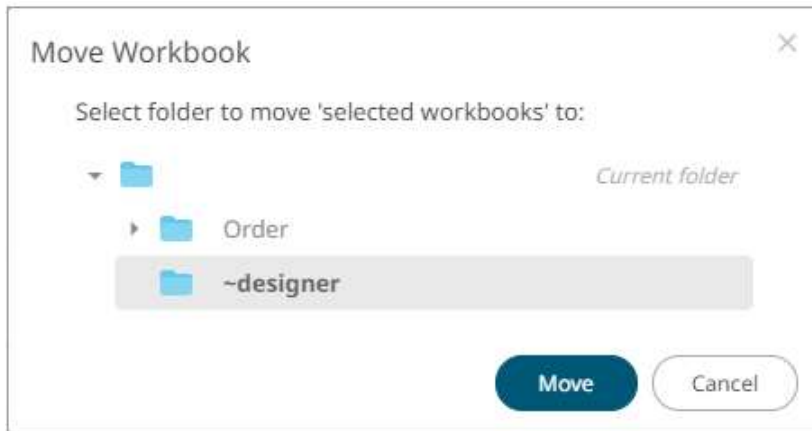 Move Workbook
Select folder to move 'selected workbooks' to:
Current folder
Order
~designer
Move
Cancel